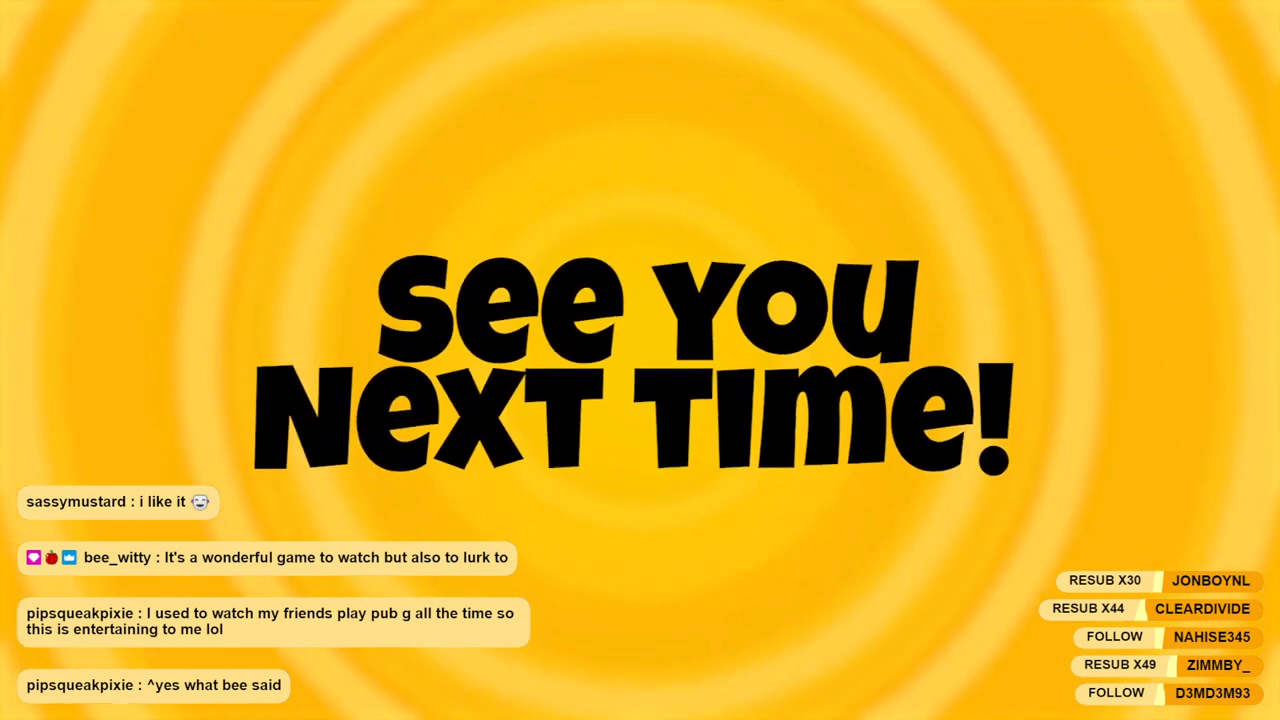 see you
Next Time!
sassymustard : i like it
bee_witty : It's a wonderful game to watch but also to lurk to
pipsqueakpixie : I used to watch my friends play pub g all the time so
this is entertaining to me lol
pipsqueakpixie : ^yes what bee said
RESUB X30 JONBOYNL
RESUB X44 CLEARDIVIDE
FOLLOW NAHISE345
RESUB X49 ZIMMBY_
FOLLOW D3MD3M93